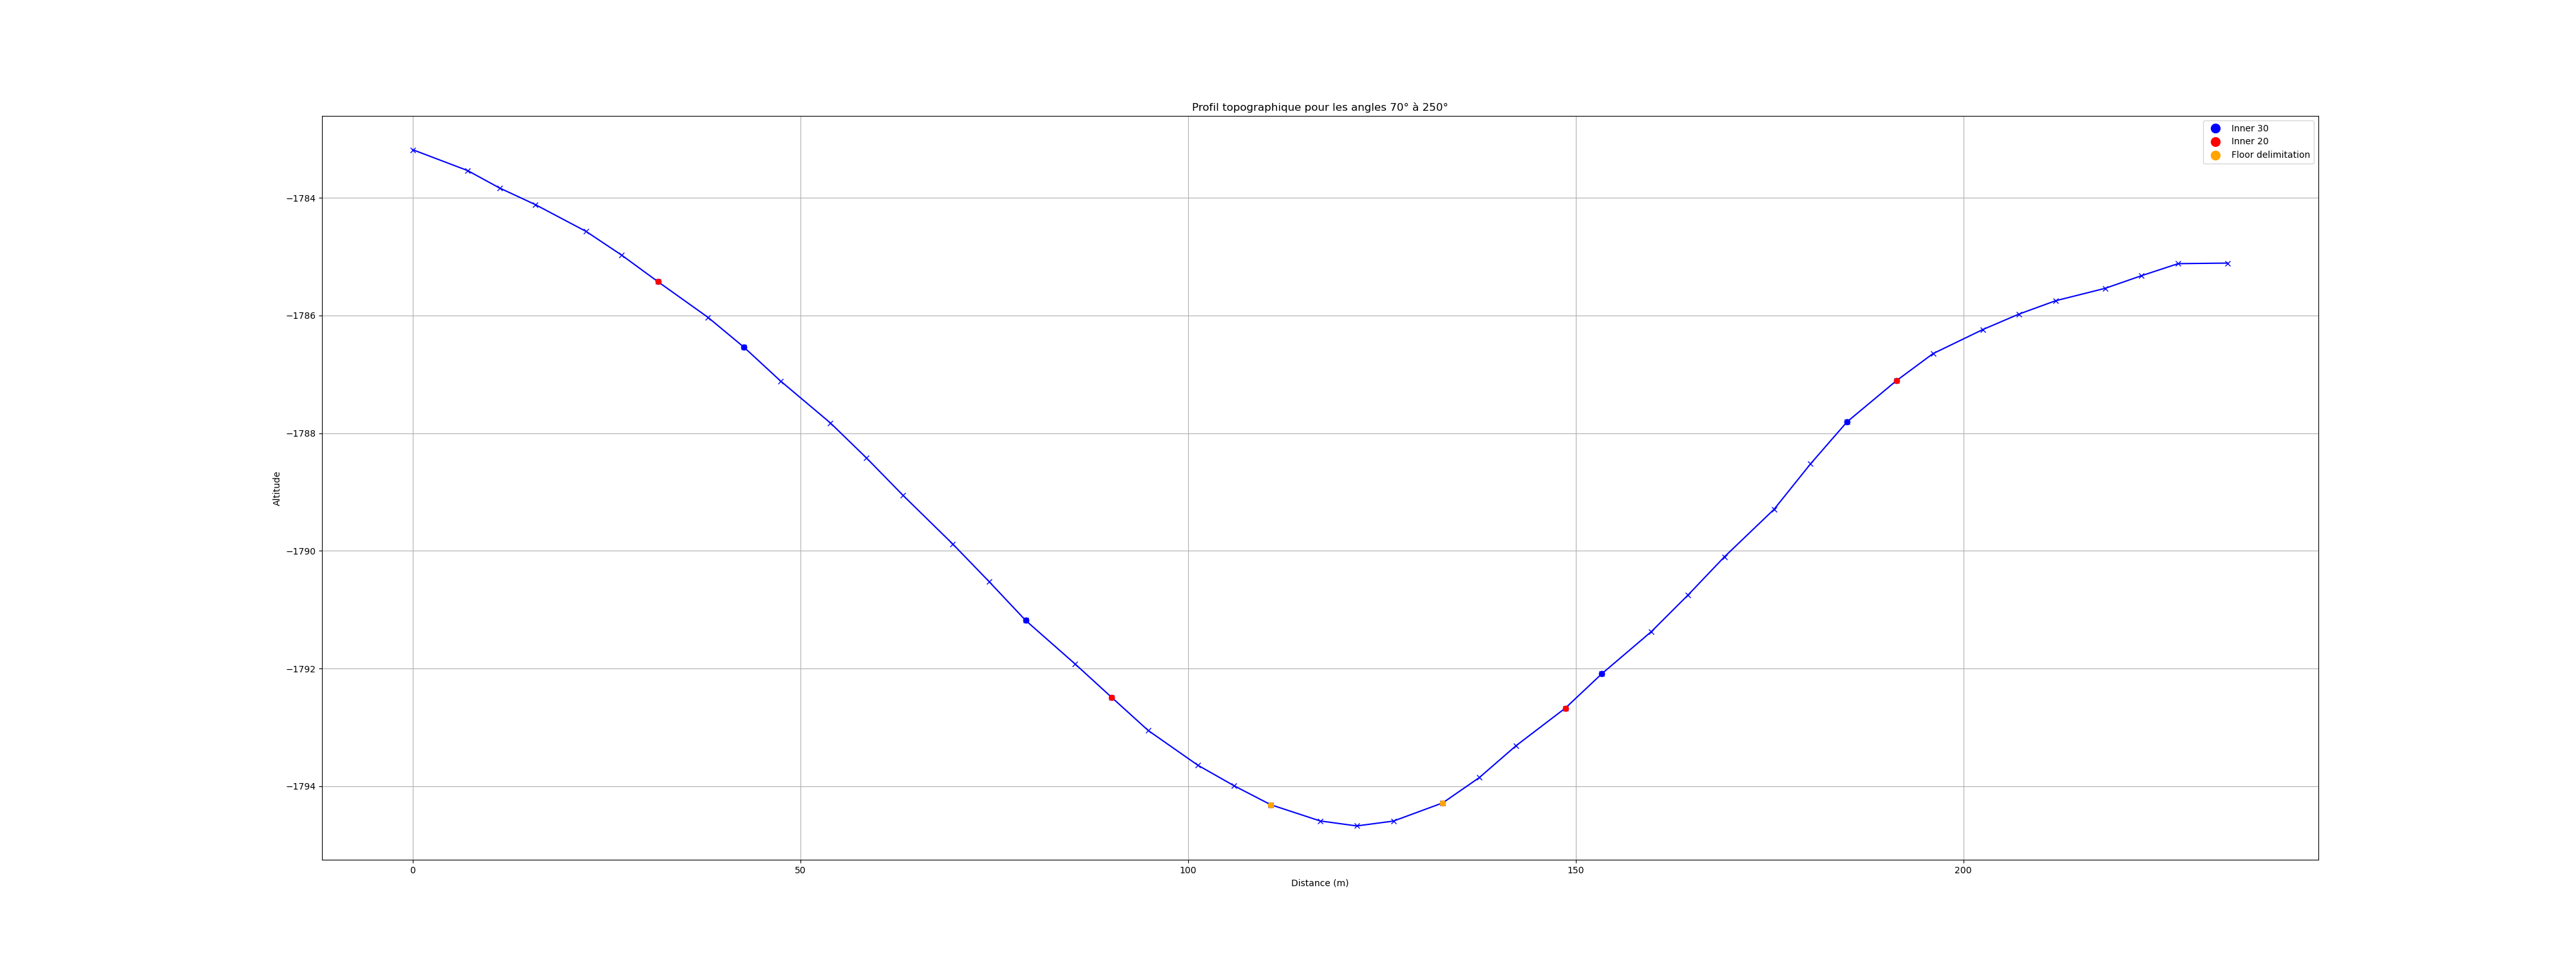 Profil topographique pour les angles 70° à 250°
Inner 30
Inner 20
Floor delimitation
Altitude
−1784
−1786
−1788
−1790
−1792
−1794
0 50 100 150 200
Distance (m)